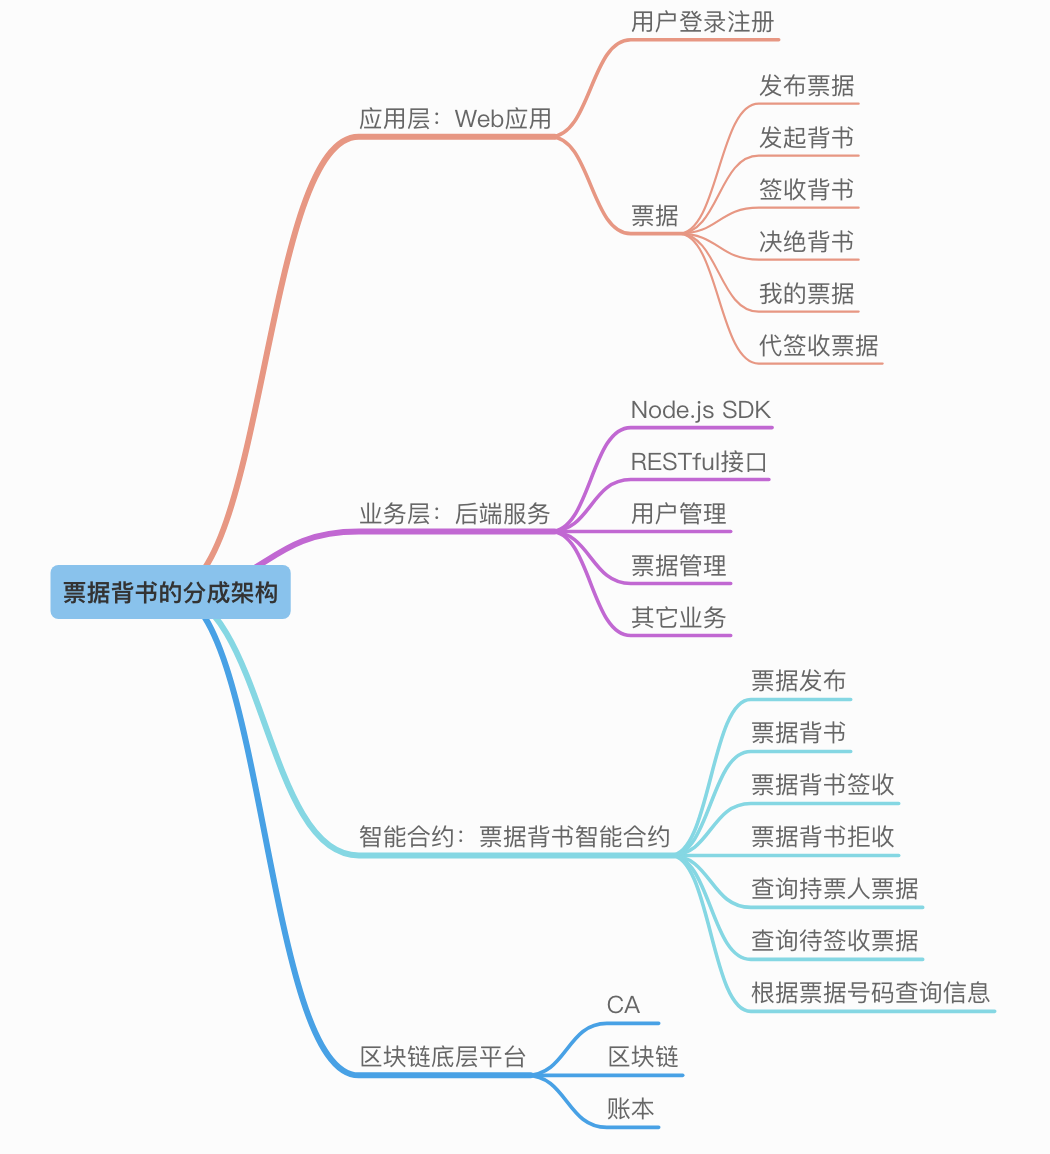 用户登录注册
发布票据
应用层：Web应用
发起背书
签收背书
票据
决绝背书
我的票据
代签收票据
Node.js SDK
RESTful接口
业务层：后端服务
用户管理
票据管理
票据背书的分成架构
其它业务
票据发布
票据背书
票据背书签收
智能合约：票据背书智能合约
票据背书拒收
查询持票人票据
查询待签收票据
根据票据号码查询信息
CA
区块链底层平台
区块链
账本